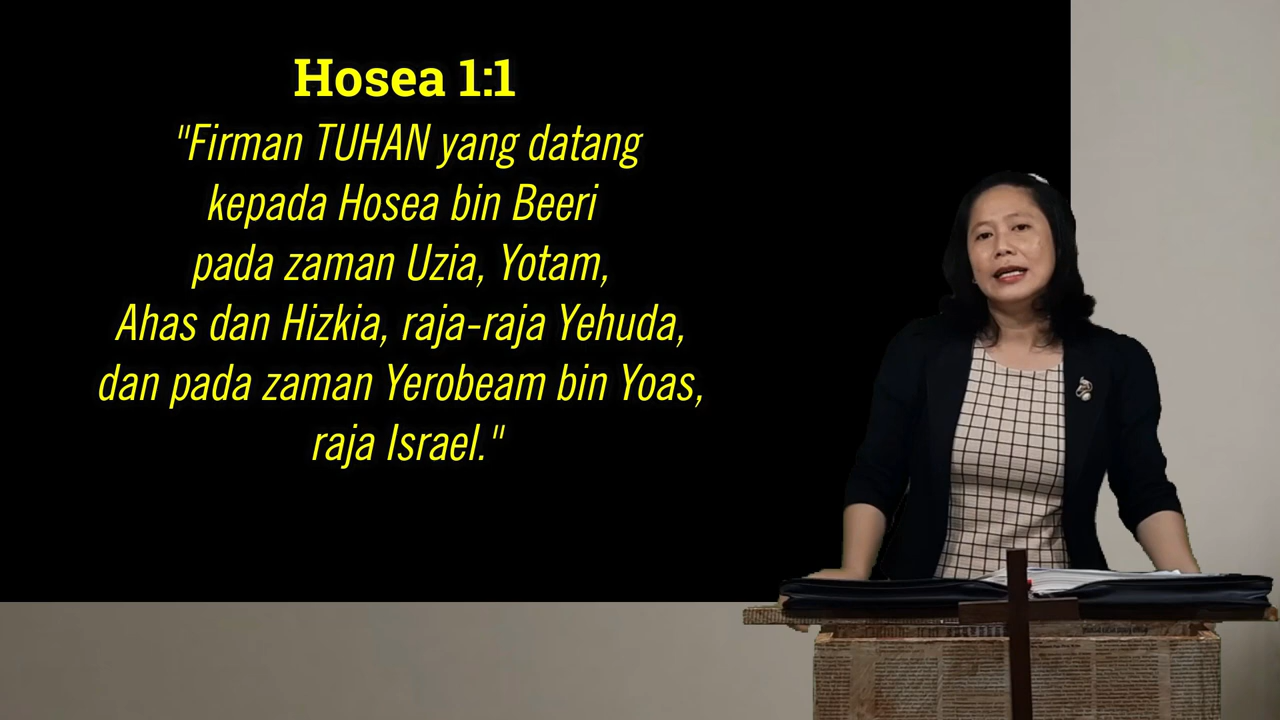 Hosea 1:1
"Firman TUHAN yang datang
kepada Hosea bin Beeri
pada zaman Uzia, Yotam,
Ahas dan Hizkia, raja-raja Yehuda,
dan pada zaman Yerobeam bin Yoas,
raja Israel."